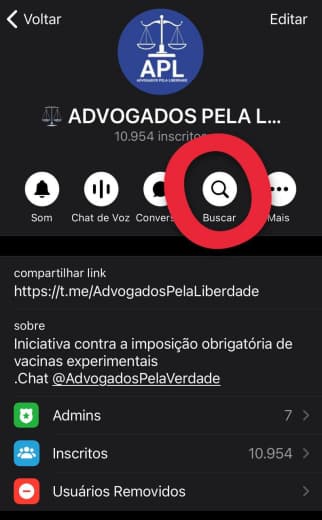 Voltar
Editar
APL
ADVOGADOS PELA LIBERDADE
ADVOGADOS PELA L...
10.954 inscritos
Som
Chat de Voz
Convers
Buscar
Mais
compartilhar link
https://t.me/AdvogadosPelaLiberdade
sobre
Iniciativa contra a imposição obrigatória de
vacinas experimentais
.Chat @AdvogadosPelaVerdade
Admins
7
Inscritos
10.954
Usuários Removidos